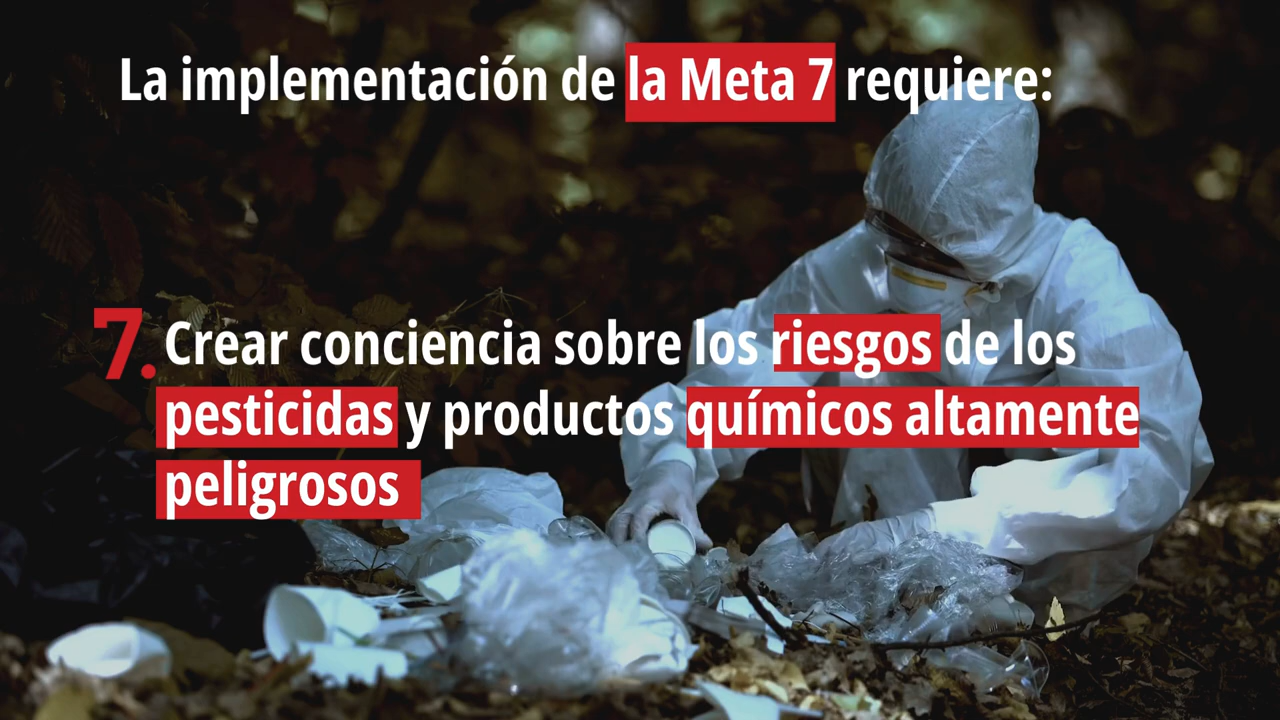 La implementación de la Meta 7 requiere:
7. Crear conciencia sobre los riesgos de los
pesticidas y productos químicos altamente
peligrosos